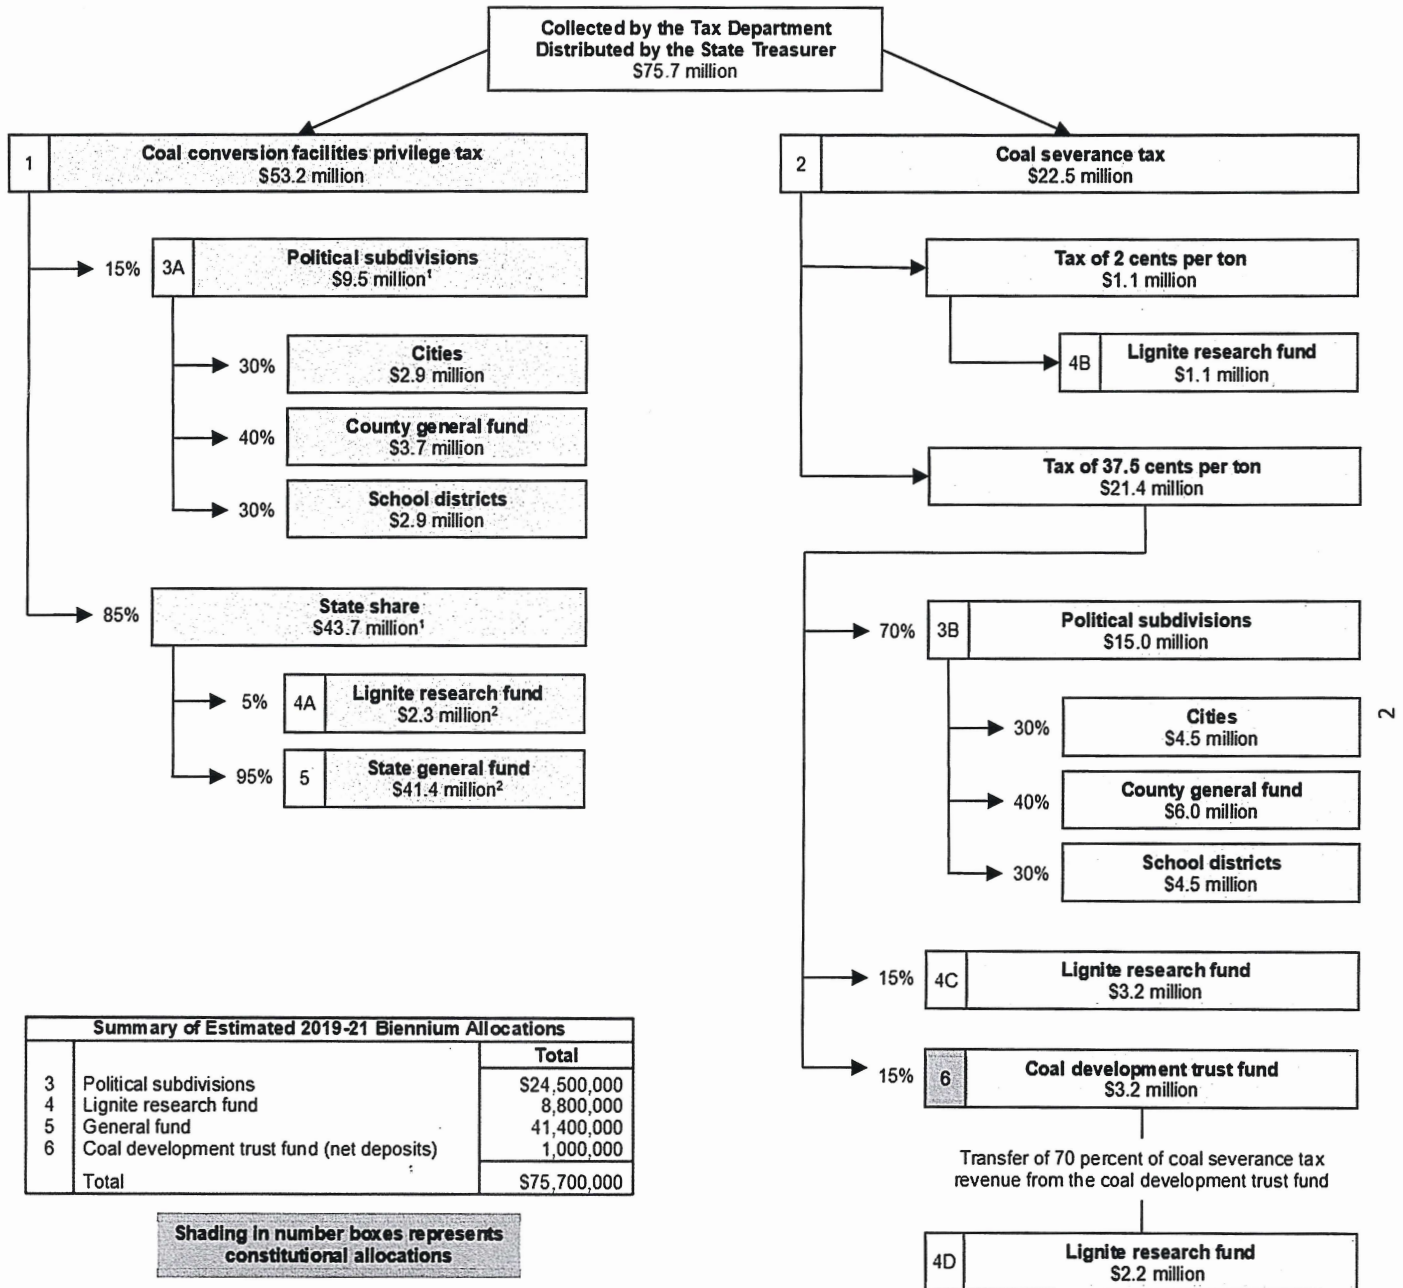 Collected by the Tax Department
Distributed by the State Treasurer
$75.7 million
1
Coal conversion facilities privilege tax
$53.2 million
15%
3A
Political subdivisions
$9.5 million¹
30%
Cities
$2.9 million
40%
County general fund
$3.7 million
30%
School districts
$2.9 million
85%
State share
$43.7 million¹
5%
4A
Lignite research fund
$2.3 million²
95%
5
State general fund
$41.4 million²
2
Coal severance tax
$22.5 million
Tax of 2 cents per ton
$1.1 million
4B
Lignite research fund
$1.1 million
Tax of 37.5 cents per ton
$21.4 million
70%
3B
Political subdivisions
$15.0 million
30%
Cities
$4.5 million
40%
County general fund
$6.0 million
30%
School districts
$4.5 million
15%
4C
Lignite research fund
$3.2 million
15%
6
Coal development trust fund
$3.2 million
Transfer of 70 percent of coal severance tax
revenue from the coal development trust fund
4D
Lignite research fund
$2.2 million
2
Summary of Estimated 2019-21 Biennium Allocations
Total
3 Political subdivisions $24,500,000
4 Lignite research fund 8,800,000
5 General fund 41,400,000
6 Coal development trust fund (net deposits) 1,000,000
Total $75,700,000
Shading in number boxes represents
constitutional allocations